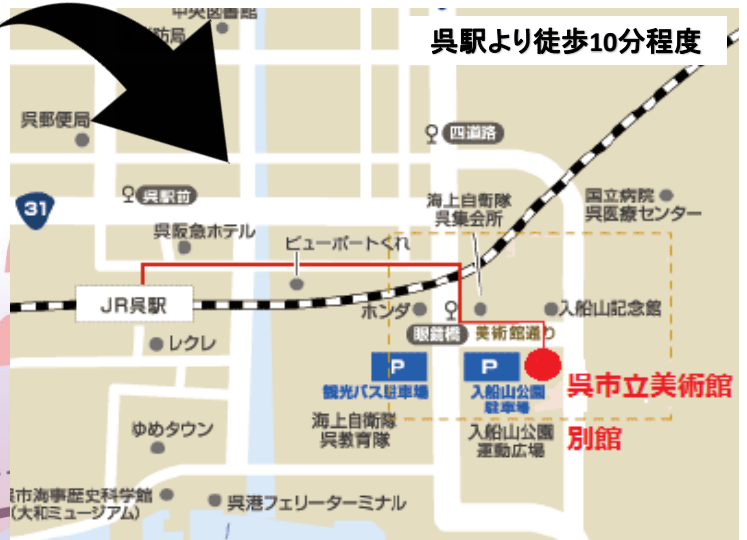 中央図書館
防局
呉駅より徒歩10分程度
呉郵便局
四道路
31
呉駅前
海上自衛隊
呉集会所
国立病院
呉医療センター
呉阪急ホテル
ビューポートくれ
JR呉駅
ホンダ
入船山記念館
眼鏡橋
美術館通り
レクレ
P
観光バス駐車場
P
入船山公園
駐車場
呉市立美術館
別館
海上自衛隊
呉教育隊
ゆめタウン
入船山公園
運動広場
市海事歴史科学館
(大和ミュージアム)
呉港フェリーターミナル